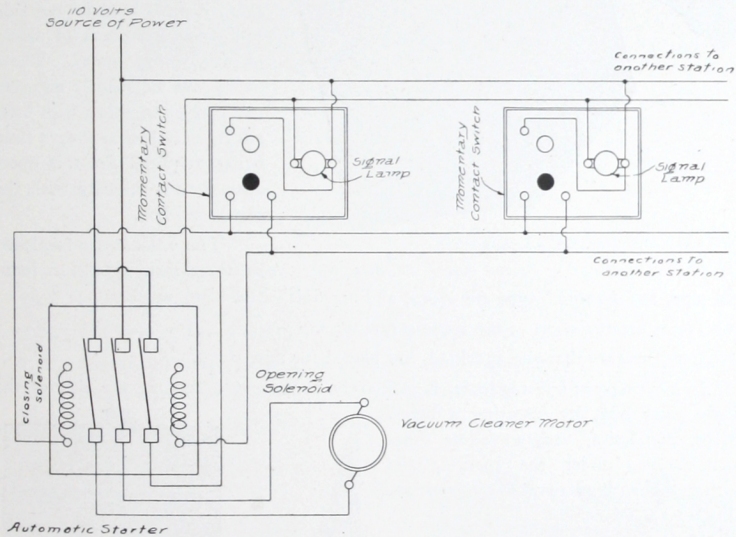 110 Volts
Source of Power
Connections to
another station
Momentary
Contact Switch
Signal
Lamp
Momentary
Contact Switch
Signal
Lamp
Connections to
another station
closing
solenoid
Opening
Solenoid
Vacuum Cleaner Motor
Automatic Starter